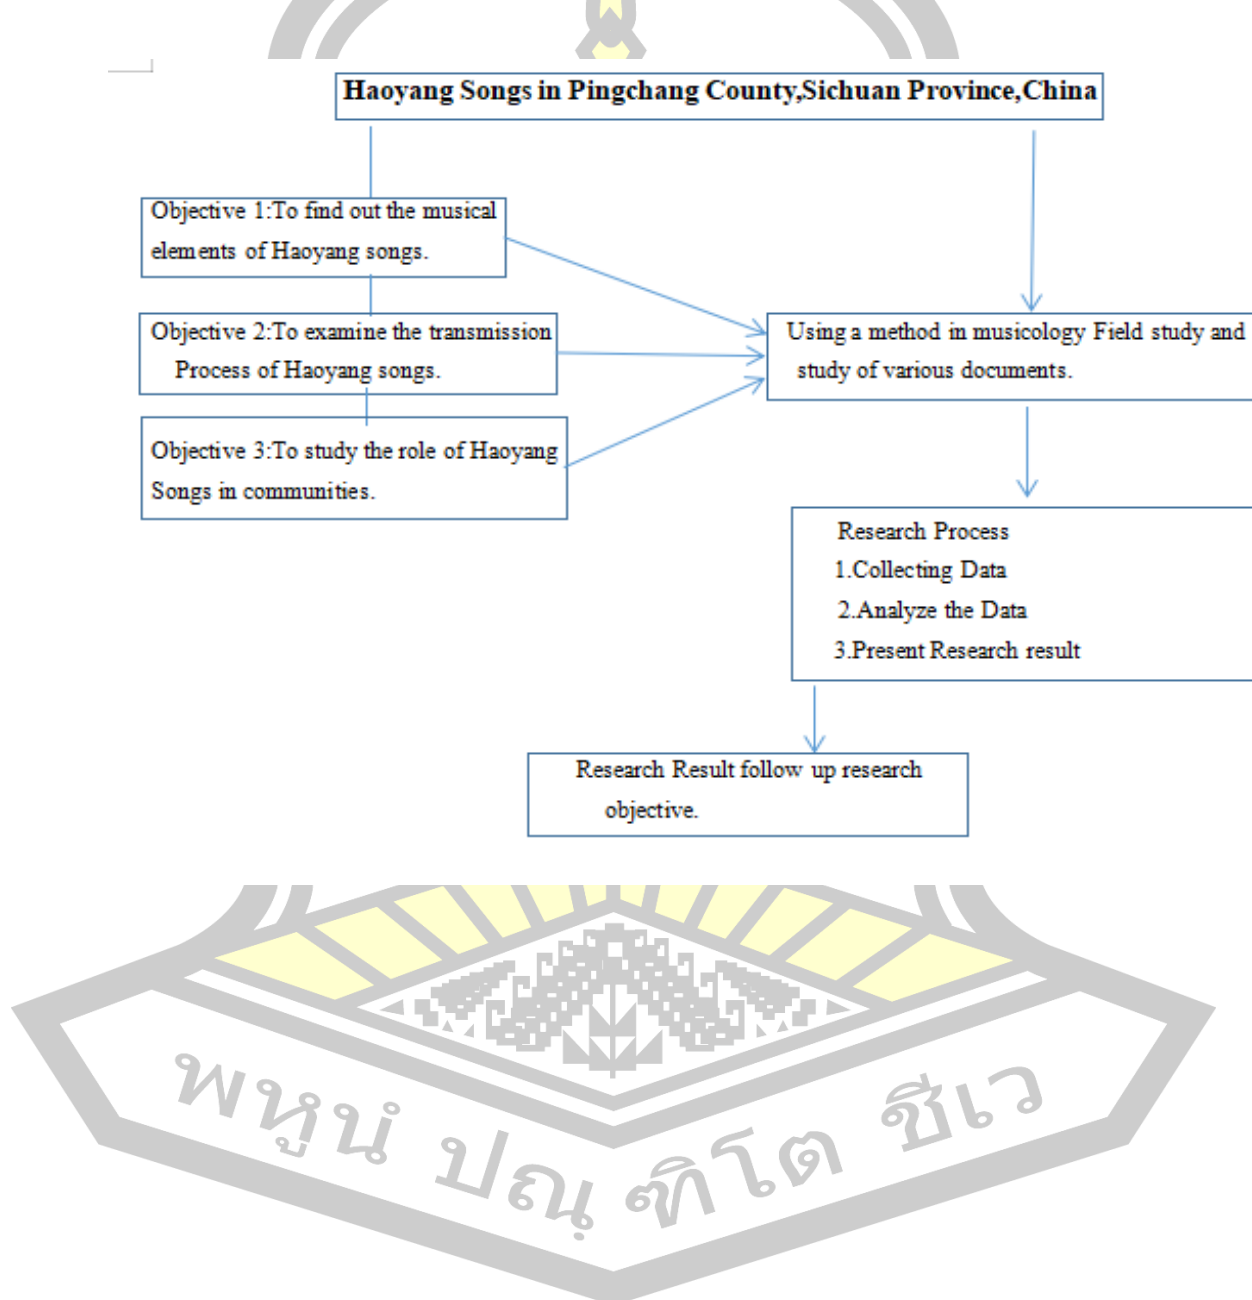 Haoyang Songs in Pingchang County,Sichuan Province,China
Objective 1:To find out the musical
elements of Haoyang songs.
Objective 2:To examine the transmission
Process of Haoyang songs.
Objective 3:To study the role of Haoyang
Songs in communities.
Using a method in musicology Field study and
study of various documents.
Research Process
1.Collecting Data
2.Analyze the Data
3.Present Research result
Research Result follow up research
objective.
พหูนํ ปณฺฑิโต ชีเว